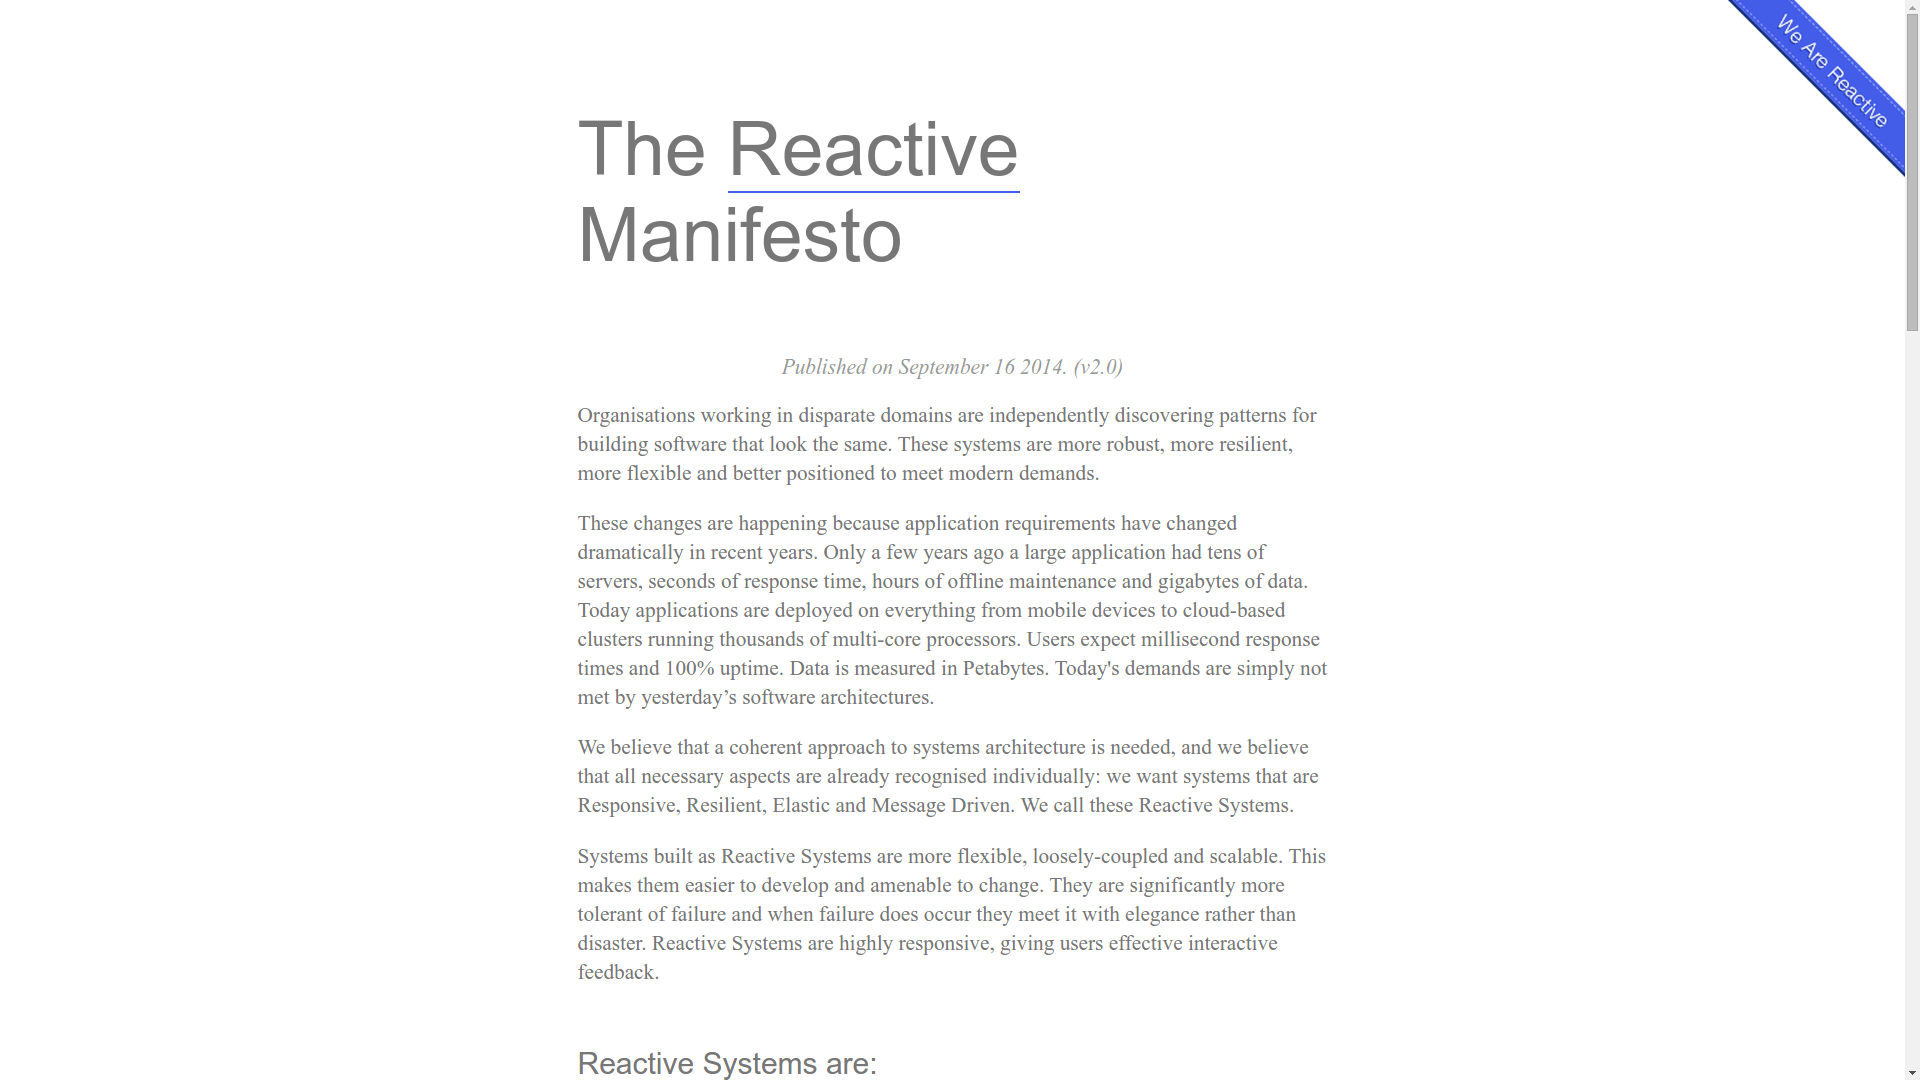 We Are Reactive
The Reactive
Manifesto
Published on September 16 2014. (v2.0)
Organisations working in disparate domains are independently discovering patterns for
building software that look the same. These systems are more robust, more resilient,
more flexible and better positioned to meet modern demands.
These changes are happening because application requirements have changed
dramatically in recent years. Only a few years ago a large application had tens of
servers, seconds of response time, hours of offline maintenance and gigabytes of data.
Today applications are deployed on everything from mobile devices to cloud-based
clusters running thousands of multi-core processors. Users expect millisecond response
times and 100% uptime. Data is measured in Petabytes. Today's demands are simply not
met by yesterday’s software architectures.
We believe that a coherent approach to systems architecture is needed, and we believe
that all necessary aspects are already recognised individually: we want systems that are
Responsive, Resilient, Elastic and Message Driven. We call these Reactive Systems.
Systems built as Reactive Systems are more flexible, loosely-coupled and scalable. This
makes them easier to develop and amenable to change. They are significantly more
tolerant of failure and when failure does occur they meet it with elegance rather than
disaster. Reactive Systems are highly responsive, giving users effective interactive
feedback.
Reactive Systems are: